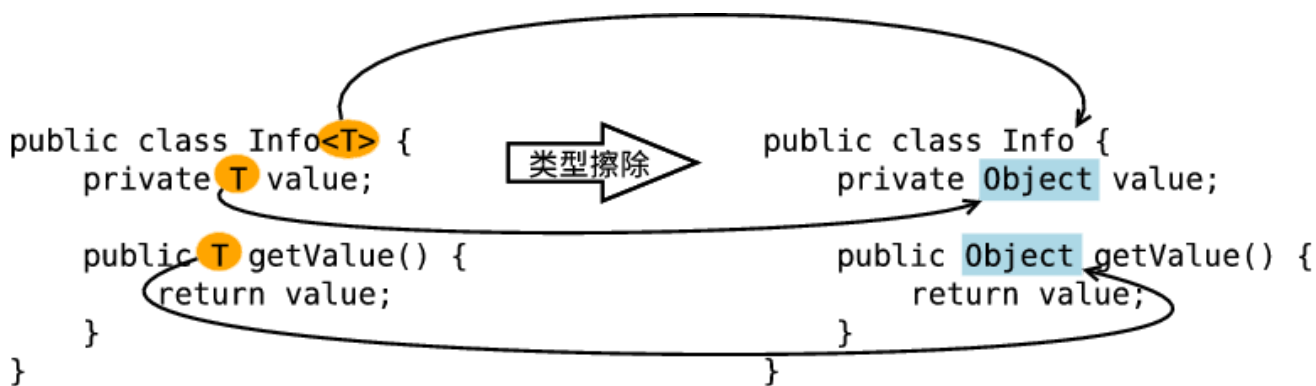 public class Info<T> {
    private T value;

    public T getValue() {
        return value;
    }
}
类型擦除
public class Info {
    private Object value;

    public Object getValue() {
        return value;
    }
}